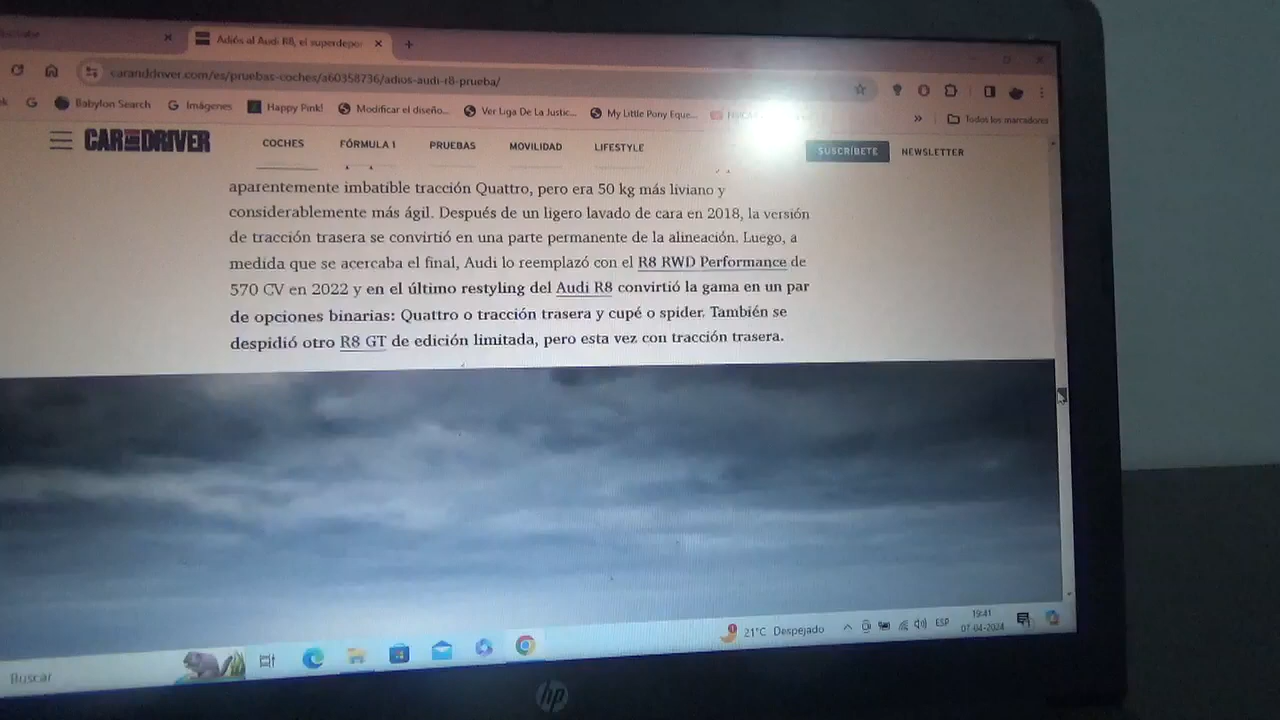 Adiós al Audi R8, el superdepor
caranddriver.com/es/pruebas-coches/a60358736/adios-audi-r8-prueba/
Babylon Search
Imágenes
Happy Pink!
Modificar el diseño...
Ver Liga De La Justic...
My Little Pony Eque...
Todos los marcadores
CAR AND DRIVER
COCHES
FÓRMULA 1
PRUEBAS
MOVILIDAD
LIFESTYLE
SUSCRÍBETE
NEWSLETTER
aparentemente imbatible tracción Quattro, pero era 50 kg más liviano y
considerablemente más ágil. Después de un ligero lavado de cara en 2018, la versión
de tracción trasera se convirtió en una parte permanente de la alineación. Luego, a
medida que se acercaba el final, Audi lo reemplazó con el R8 RWD Performance de
570 CV en 2022 y en el último restyling del Audi R8 convirtió la gama en un par
de opciones binarias: Quattro o tracción trasera y cupé o spider. También se
despidió otro R8 GT de edición limitada, pero esta vez con tracción trasera.
Buscar
21°C Despejado
ESP
19:41
07-04-2024
hp